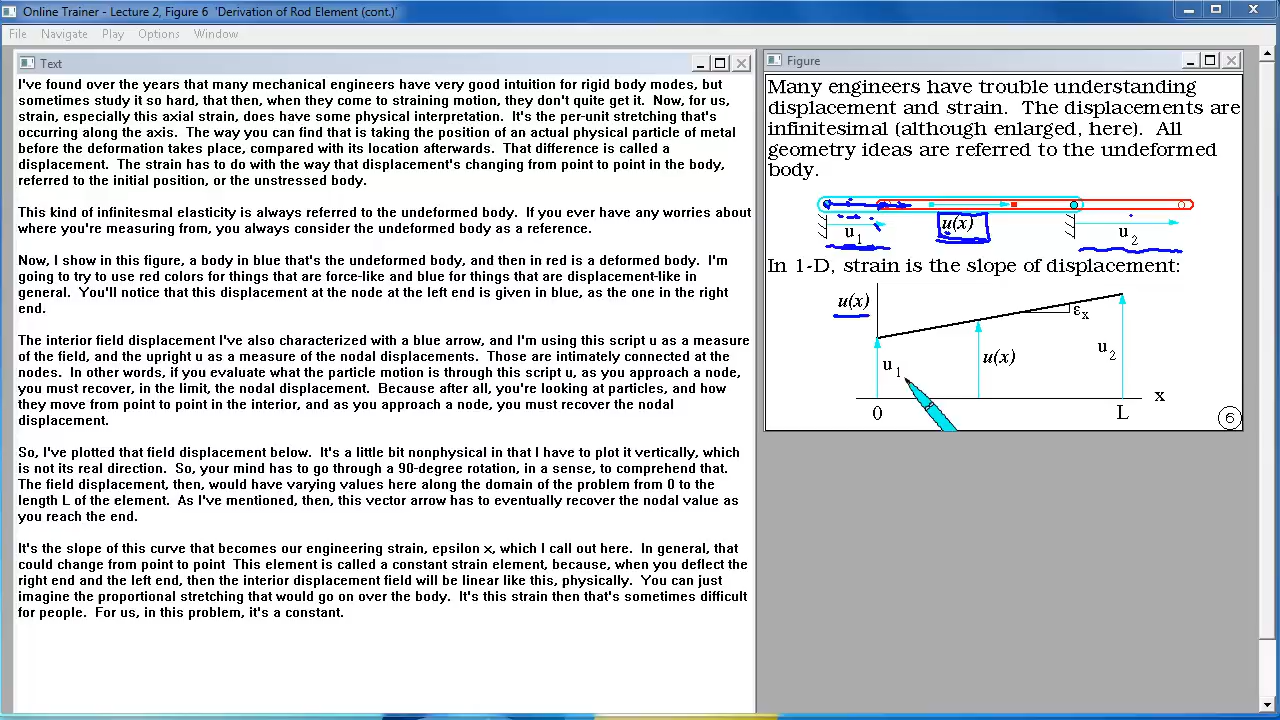 Online Trainer - Lecture 2, Figure 6 'Derivation of Rod Element (cont.)'
File Navigate Play Options Window
Text
I've found over the years that many mechanical engineers have very good intuition for rigid body modes, but
sometimes study it so hard, that then, when they come to straining motion, they don't quite get it. Now, for us,
strain, especially this axial strain, does have some physical interpretation. It's the per-unit stretching that's
occurring along the axis. The way you can find that is taking the position of an actual physical particle of metal
before the deformation takes place, compared with its location afterwards. That difference is called a
displacement. The strain has to do with the way that displacement's changing from point to point in the body,
referred to the initial position, or the unstressed body.
This kind of infinitesimal elasticity is always referred to the undeformed body. If you ever have any worries about
where you're measuring from, you always consider the undeformed body as a reference.
Now, I show in this figure, a body in blue that's the undeformed body, and then in red is a deformed body. I'm
going to try to use red colors for things that are force-like and blue for things that are displacement-like in
general. You'll notice that this displacement at the node at the left end is given in blue, as the one in the right
end.
The interior field displacement I've also characterized with a blue arrow, and I'm using this script u as a measure
of the field, and the upright u as a measure of the nodal displacements. Those are intimately connected at the
nodes. In other words, if you evaluate what the particle motion is through this script u, as you approach a node,
you must recover, in the limit, the nodal displacement. Because after all, you're looking at particles, and how
they move from point to point in the interior, and as you approach a node, you must recover the nodal
displacement.
So, I've plotted that field displacement below. It's a little bit nonphysical in that I have to plot it vertically, which
is not its real direction. So, your mind has to go through a 90-degree rotation, in a sense, to comprehend that.
The field displacement, then, would have varying values here along the domain of the problem from 0 to the
length L of the element. As I've mentioned, then, this vector arrow has to eventually recover the nodal value as
you reach the end.
It's the slope of this curve that becomes our engineering strain, epsilon x, which I call out here. In general, that
could change from point to point This element is called a constant strain element, because, when you deflect the
right end and the left end, then the interior displacement field will be linear like this, physically. You can just
imagine the proportional stretching that would go on over the body. It's this strain then that's sometimes difficult
for people. For us, in this problem, it's a constant.
Figure
Many engineers have trouble understanding
displacement and strain. The displacements are
infinitesimal (although enlarged, here). All
geometry ideas are referred to the undeformed
body.
u1 u(x) u2
In 1-D, strain is the slope of displacement:
u(x)
εx
u1 u(x) u2
x
0 L
6